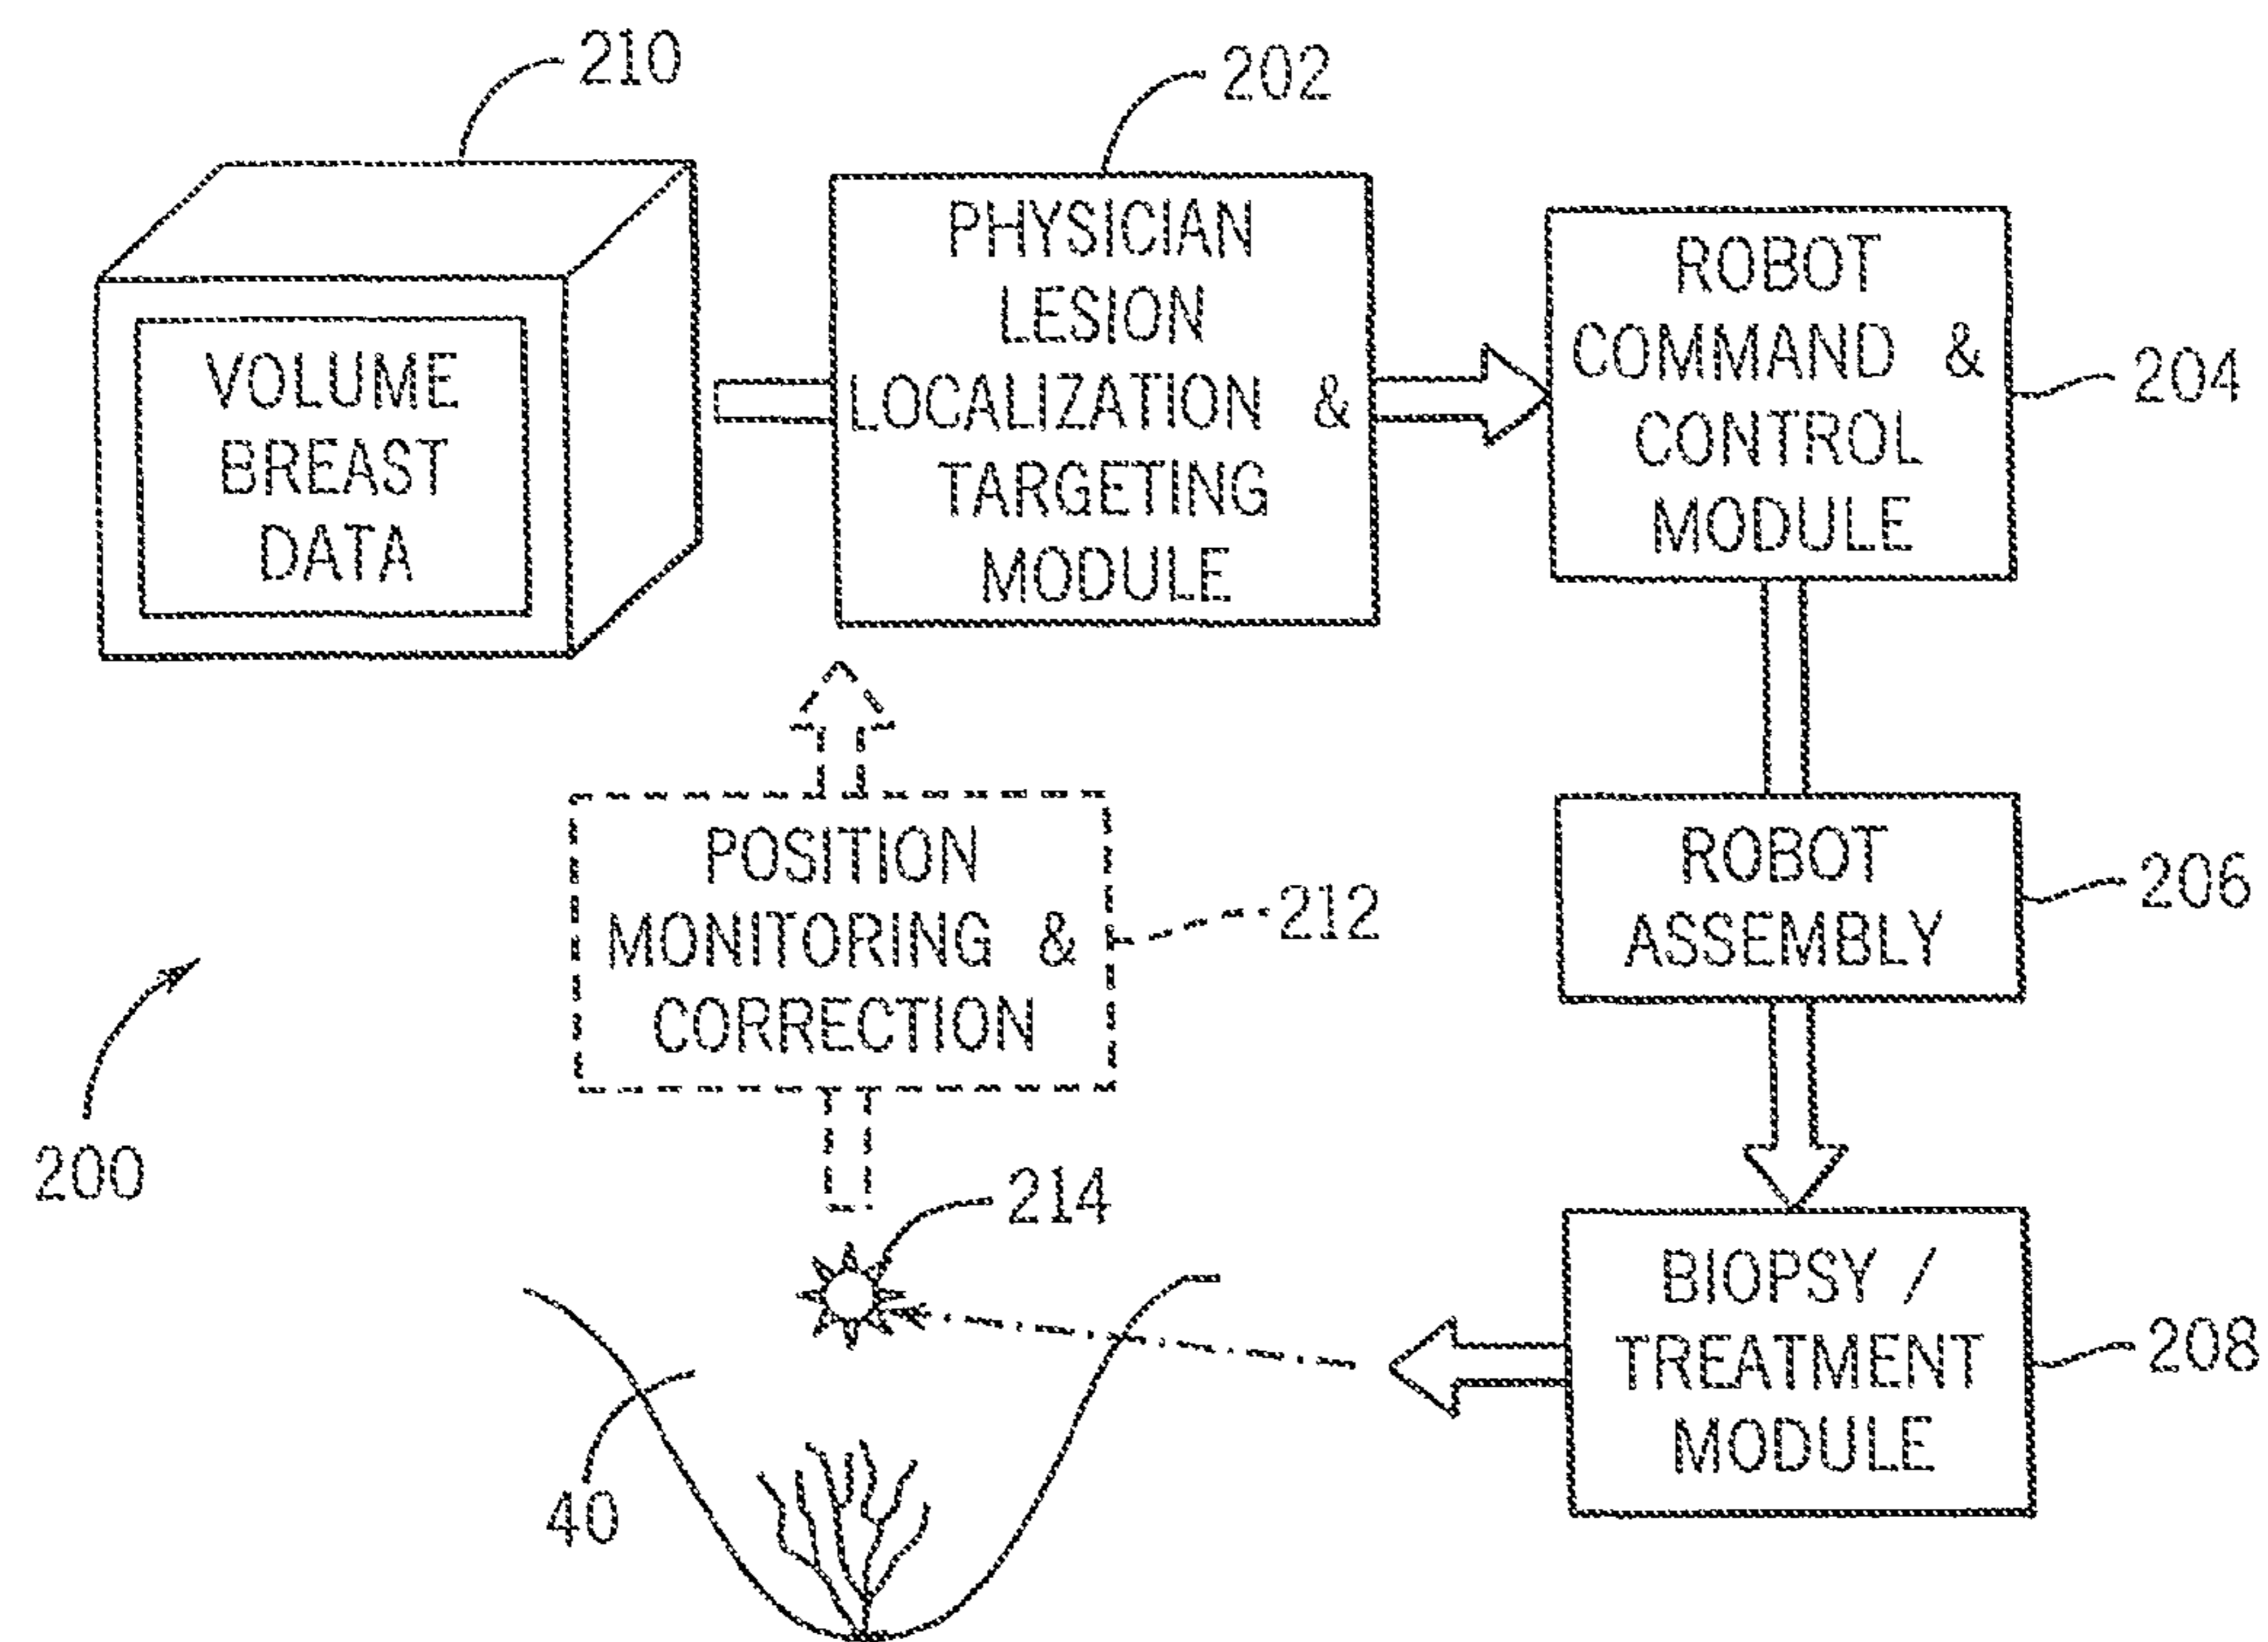 210
202
VOLUME
BREAST
DATA
PHYSICIAN
LESION
LOCALIZATION &
TARGETING
MODULE
ROBOT
COMMAND &
CONTROL
MODULE
204
POSITION
MONITORING &
CORRECTION
212
ROBOT
ASSEMBLY
206
200
214
BIOPSY /
TREATMENT
MODULE
208
40